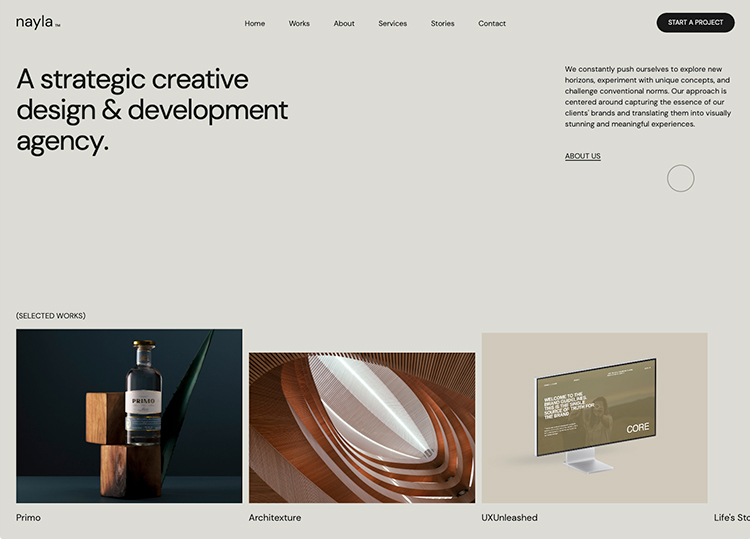 nayla ™
Home Works About Services Stories Contact
START A PROJECT
A strategic creative
design & development
agency.
We constantly push ourselves to explore new
horizons, experiment with unique concepts, and
challenge conventional norms. Our approach is
centered around capturing the essence of our
clients' brands and translating them into visually
stunning and meaningful experiences.
ABOUT US
(SELECTED WORKS)
PRIMO
WELCOME TO THE
BRAND GUIDELINES.
THIS IS THE SINGLE
SOURCE OF TRUTH FOR
THE BRAND
CORE
Primo
Architexture
UXUnleashed
Life's Sto